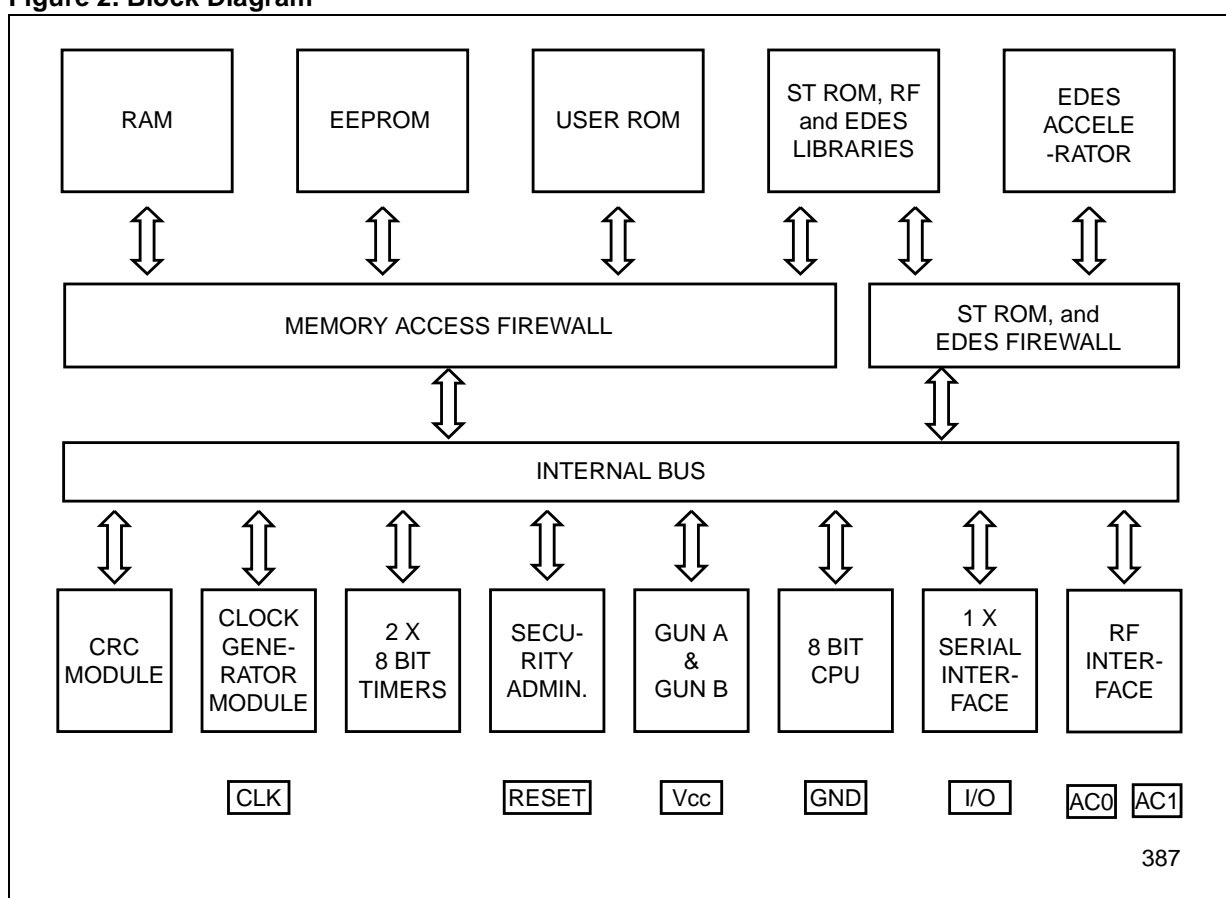 Figure 2. Block Diagram
RAM
EEPROM
USER ROM
ST ROM, RF
and EDES
LIBRARIES
EDES
ACCELE
-RATOR
MEMORY ACCESS FIREWALL
ST ROM, and
EDES FIREWALL
INTERNAL BUS
CRC
MODULE
CLOCK
GENE-
RATOR
MODULE
2 X
8 BIT
TIMERS
SECU-
RITY
ADMIN.
GUN A
&
GUN B
8 BIT
CPU
1 X
SERIAL
INTER-
FACE
RF
INTER-
FACE
CLK
RESET
Vcc
GND
I/O
AC0
AC1
387